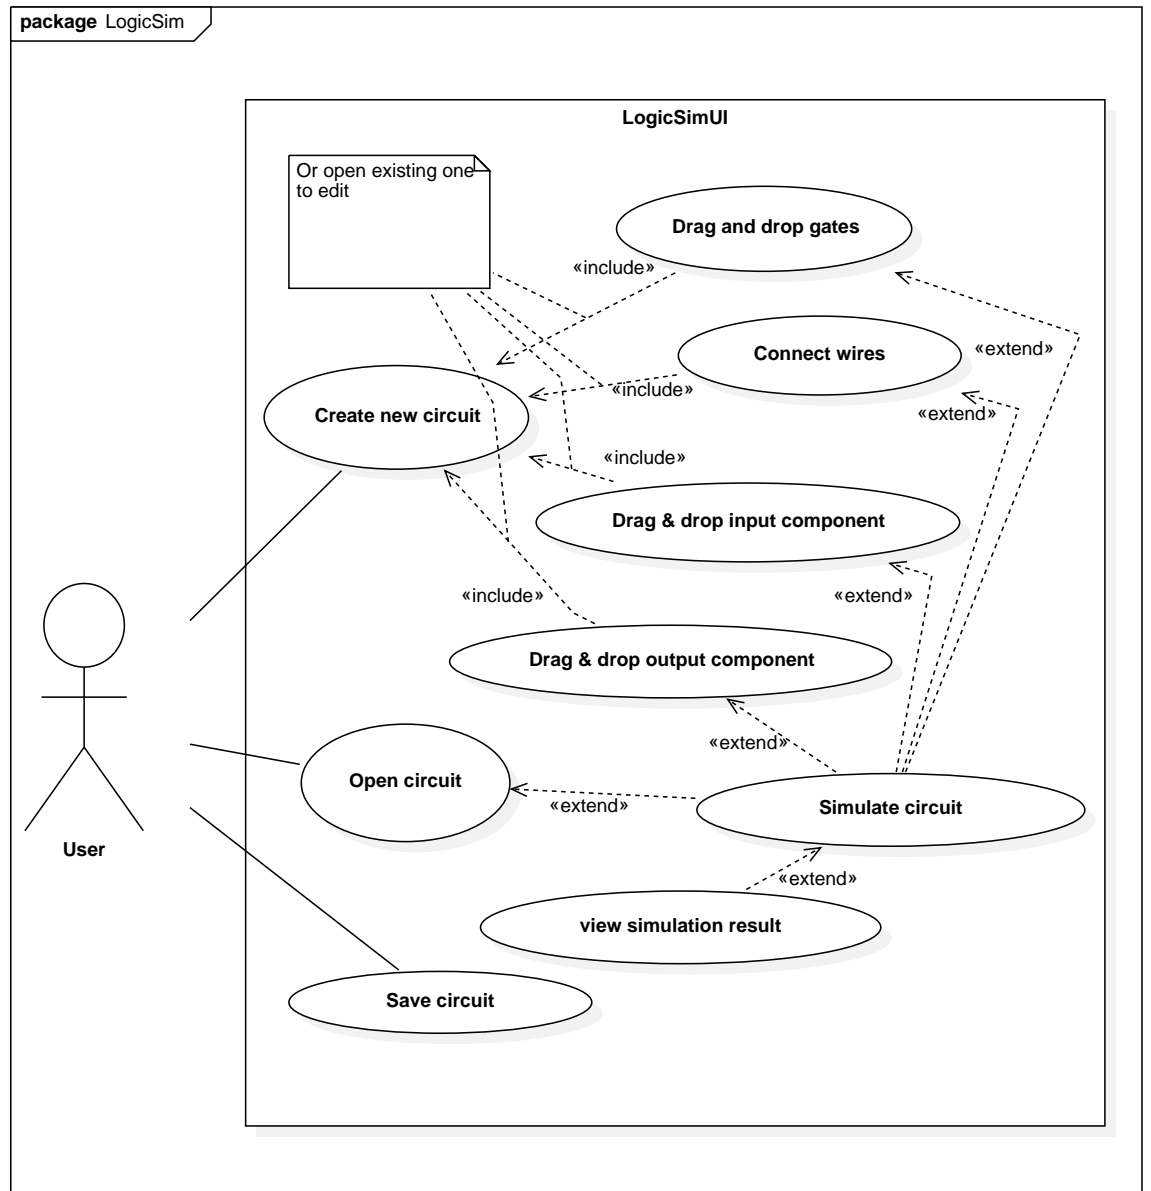 package LogicSim
LogicSimUI
Or open existing one
to edit
Drag and drop gates
«include»
«extend»
Connect wires
«include»
«extend»
Create new circuit
«include»
Drag & drop input component
«include»
«extend»
Drag & drop output component
«extend»
Open circuit
«extend»
Simulate circuit
User
«extend»
view simulation result
Save circuit